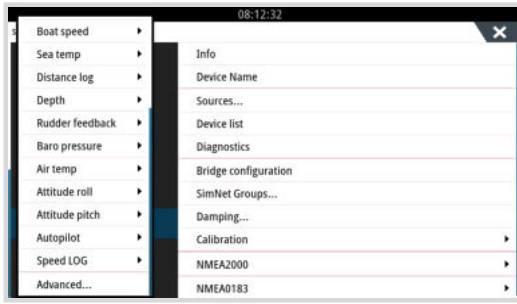 08:12:32
s
Boat speed
Sea temp
Distance log
Depth
Rudder feedback
Baro pressure
Air temp
Attitude roll
Attitude pitch
Autopilot
Speed LOG
Advanced...
Info
Device Name
Sources...
Device list
Diagnostics
Bridge configuration
SimNet Groups...
Damping...
Calibration
NMEA2000
NMEA0183